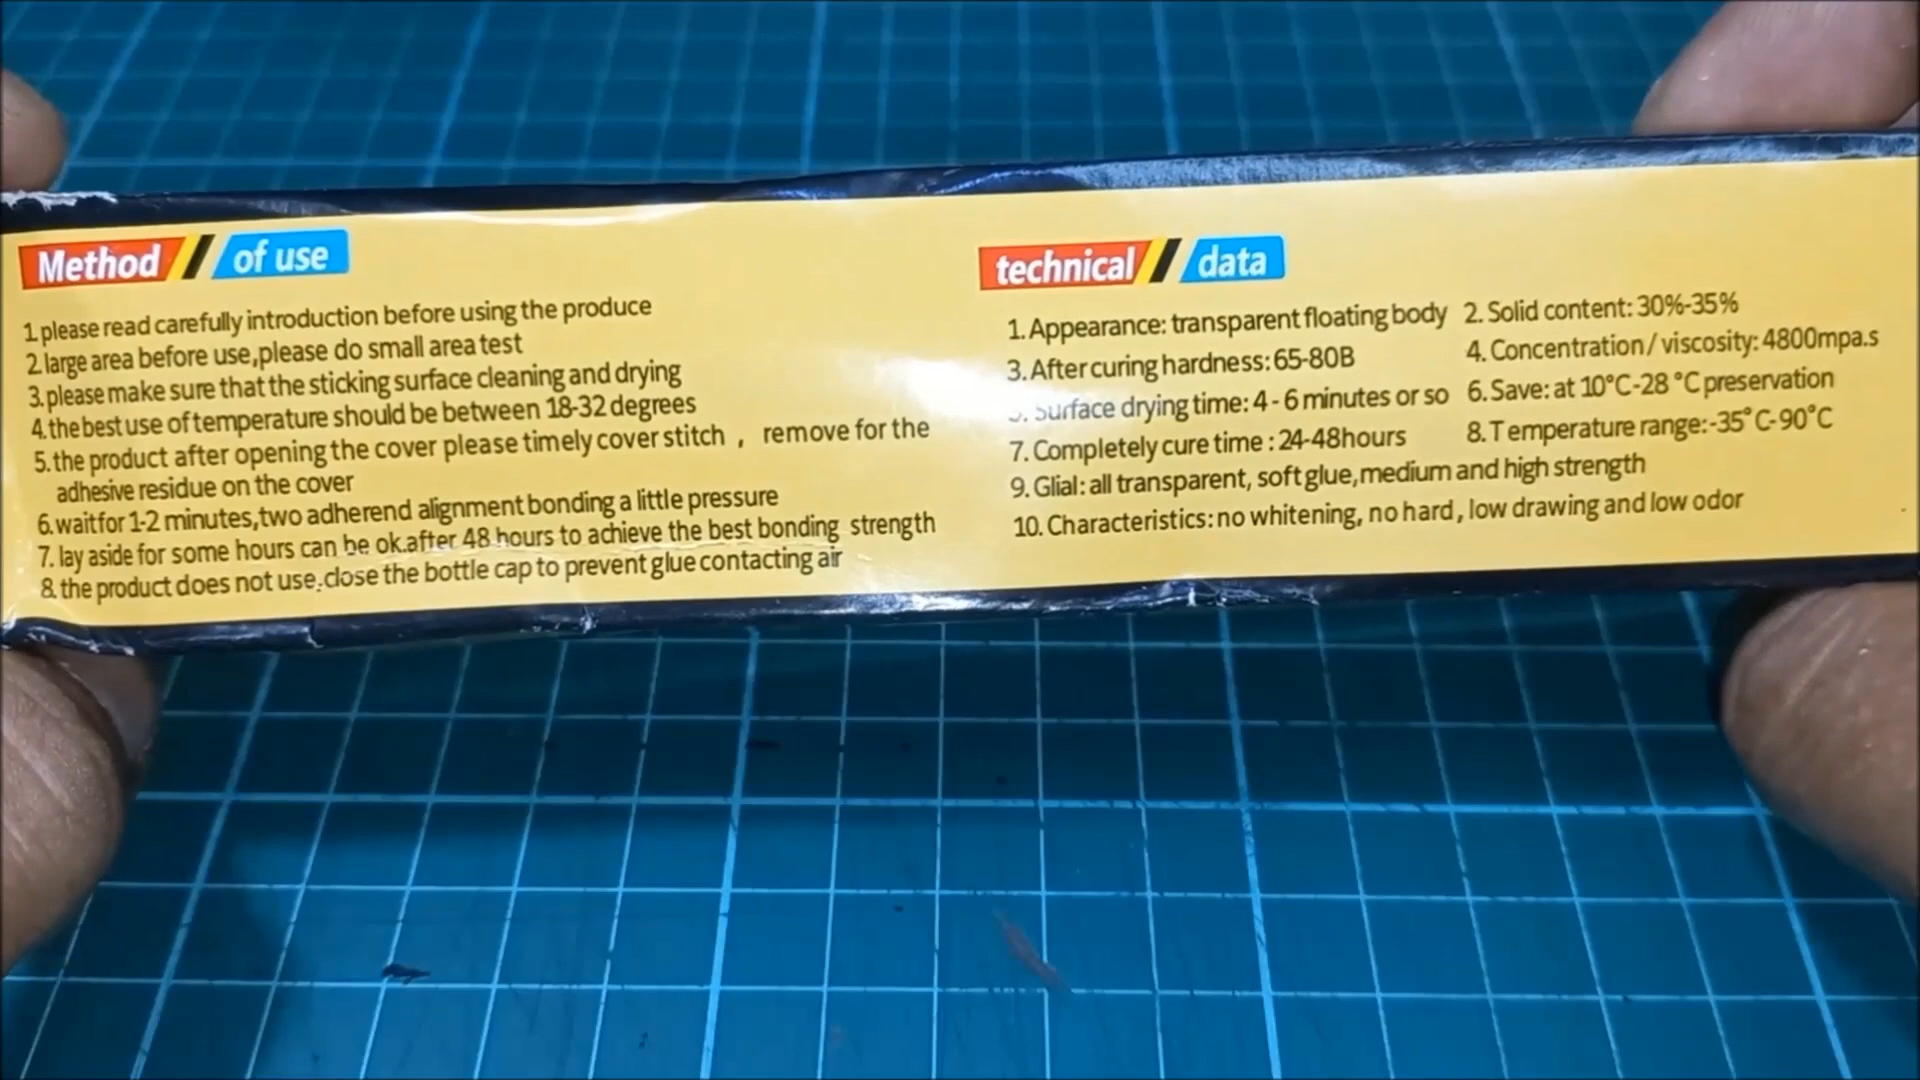 Method of use
1.please read carefully introduction before using the produce
2.large area before use,please do small area test
3.please make sure that the sticking surface cleaning and drying
4.the best use of temperature should be between 18-32 degrees
5.the product after opening the cover please timely cover stitch , remove for the
adhesive residue on the cover
6.wait for 1-2 minutes,two adherend alignment bonding a little pressure
7. lay aside for some hours can be ok.after 48 hours to achieve the best bonding strength
8. the product does not use,close the bottle cap to prevent glue contacting air
technical data
1. Appearance: transparent floating body 2. Solid content: 30%-35%
3. After curing hardness: 65-80B 4. Concentration/ viscosity: 4800mpa.s
5. Surface drying time: 4 - 6 minutes or so 6. Save: at 10°C-28 °C preservation
7. Completely cure time : 24-48hours 8. Temperature range:-35°C-90°C
9. Glial: all transparent, soft glue,medium and high strength
10. Characteristics: no whitening, no hard, low drawing and low odor